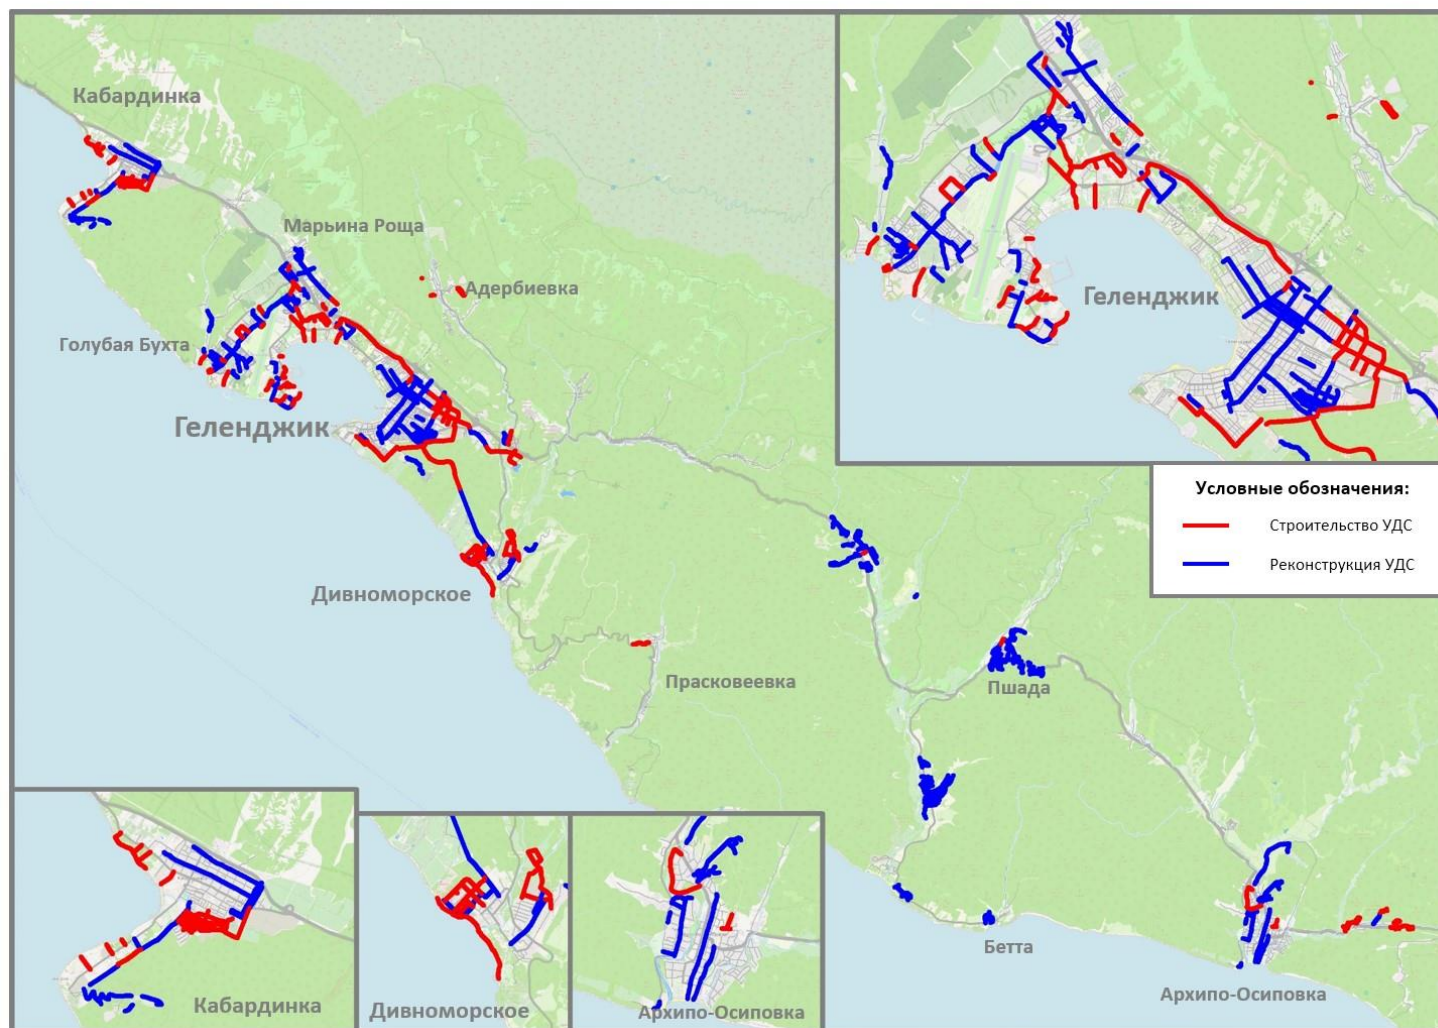 Кабардинка
Марьина Роща
Адербиевка
Голубая Бухта
Геленджик
Геленджик
Условные обозначения:
Строительство УДС
Реконструкция УДС
Дивноморское
Прасковеевка
Пшада
Бетта
Архипо-Осиповка
Кабардинка
Дивноморское
Архипо-Осиповка